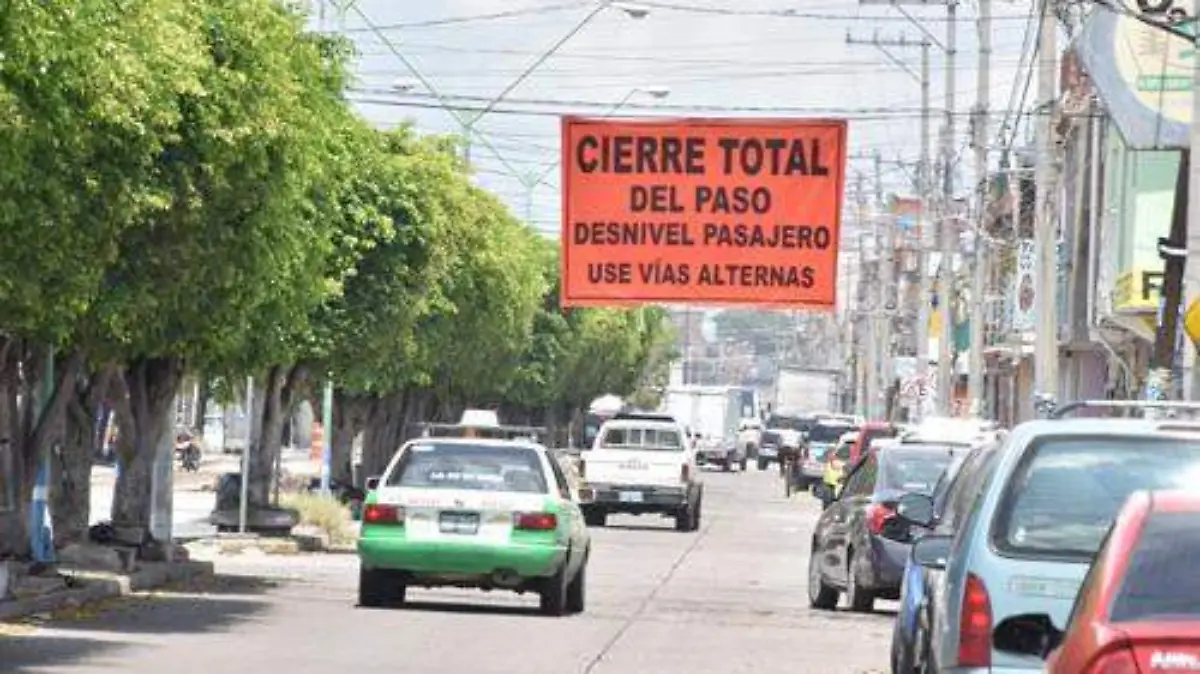 CIERRE TOTAL
DEL PASO
DESNIVEL PASAJERO
USE VÍAS ALTERNAS